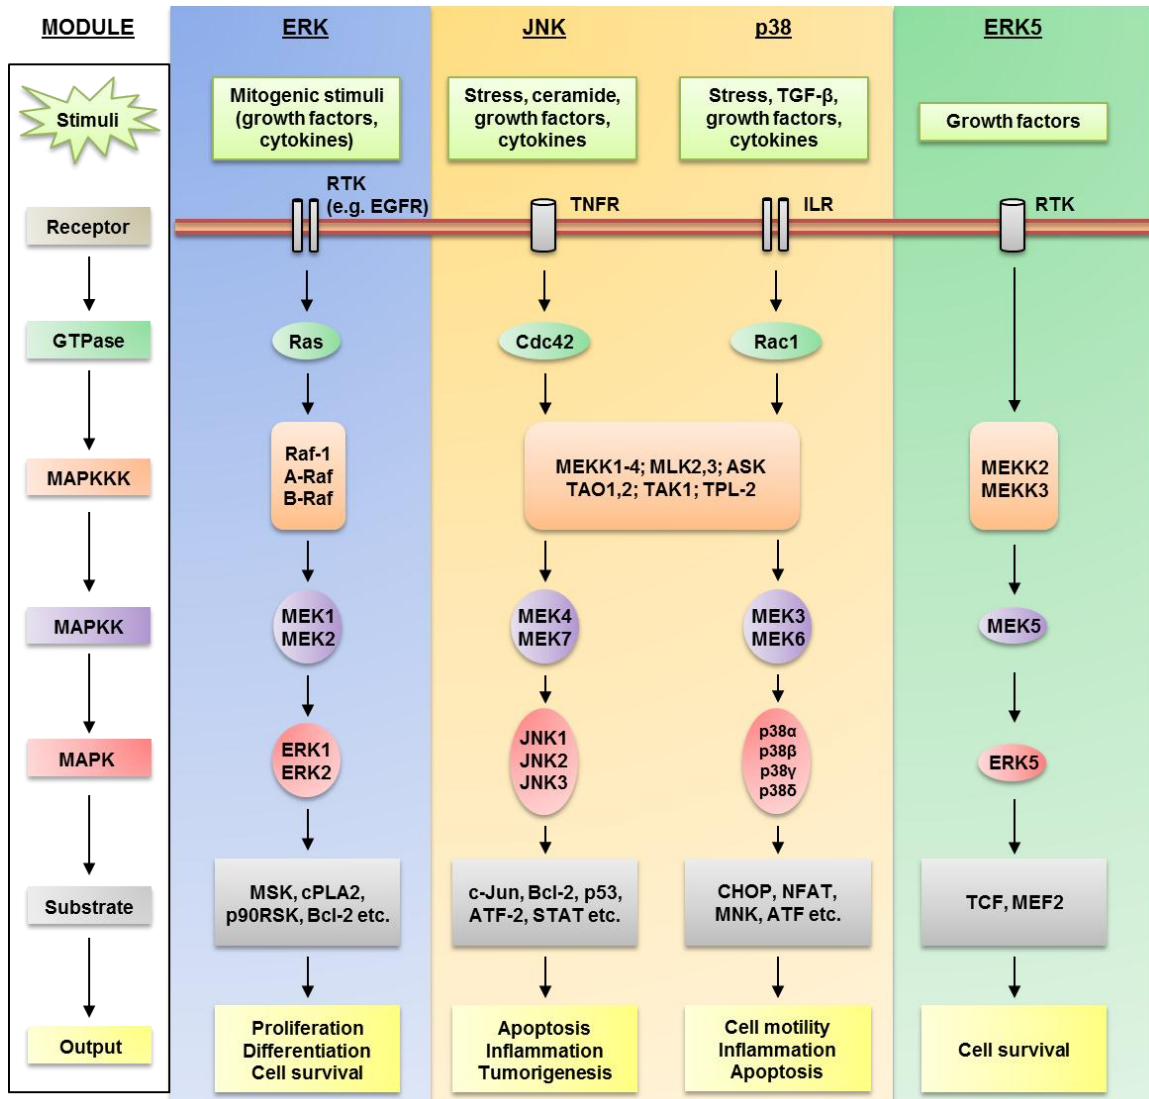 MODULE
ERK
JNK
p38
ERK5
Stimuli
Mitogenic stimuli
(growth factors,
cytokines)
Stress, ceramide,
growth factors,
cytokines
Stress, TGF-β,
growth factors,
cytokines
Growth factors
Receptor
RTK
(e.g. EGFR)
TNFR
ILR
RTK
GTPase
Ras
Cdc42
Rac1
MAPKKK
Raf-1
A-Raf
B-Raf
MEKK1-4; MLK2,3; ASK
TAO1,2; TAK1; TPL-2
MEKK2
MEKK3
MAPKK
MEK1
MEK2
MEK4
MEK7
MEK3
MEK6
MEK5
MAPK
ERK1
ERK2
JNK1
JNK2
JNK3
p38α
p38β
p38γ
p38δ
ERK5
Substrate
MSK, cPLA2,
p90RSK, Bcl-2 etc.
c-Jun, Bcl-2, p53,
ATF-2, STAT etc.
CHOP, NFAT,
MNK, ATF etc.
TCF, MEF2
Output
Proliferation
Differentiation
Cell survival
Apoptosis
Inflammation
Tumorigenesis
Cell motility
Inflammation
Apoptosis
Cell survival